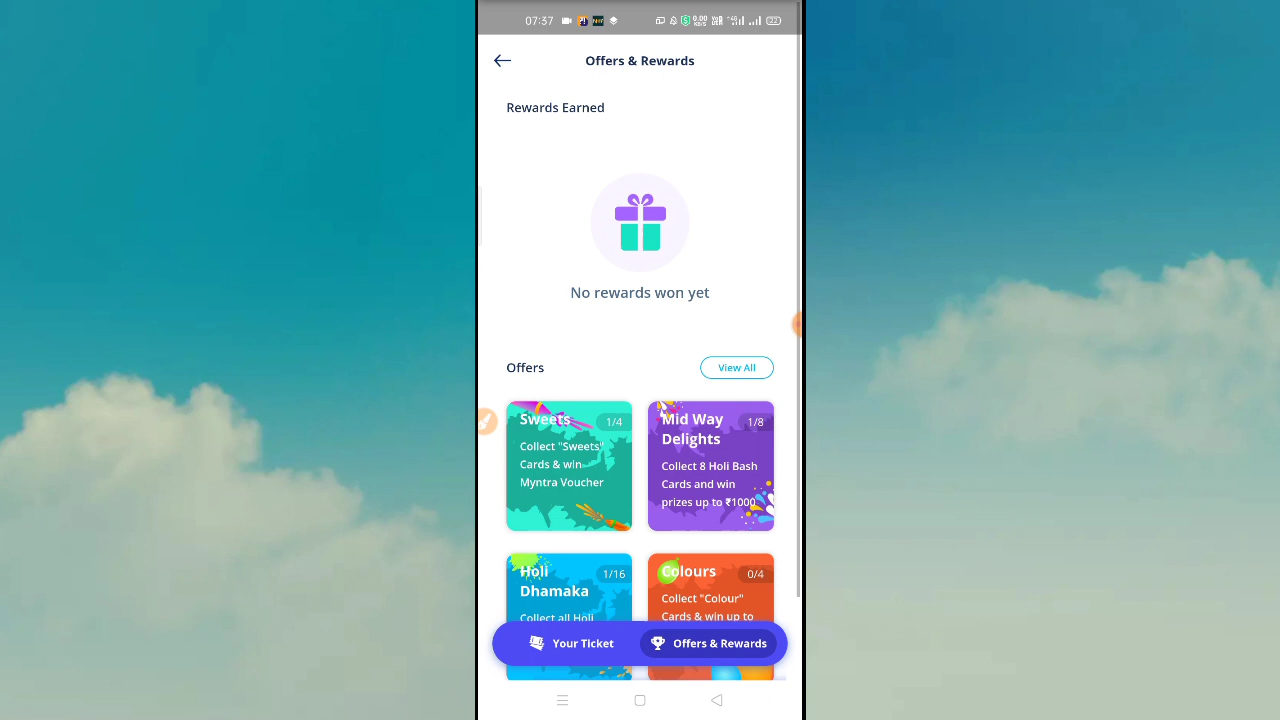 07:37
Offers & Rewards
Rewards Earned
No rewards won yet
Offers
View All
Sweets
1/4
Collect "Sweets"
Cards & win
Myntra Voucher
Mid Way
1/8
Delights
Collect 8 Holi Bash
Cards and win
prizes up to ₹1000
Holi
1/16
Dhamaka
Collect all Holi
Colours
0/4
Collect "Colour"
Cards & win up to
Your Ticket
Offers & Rewards